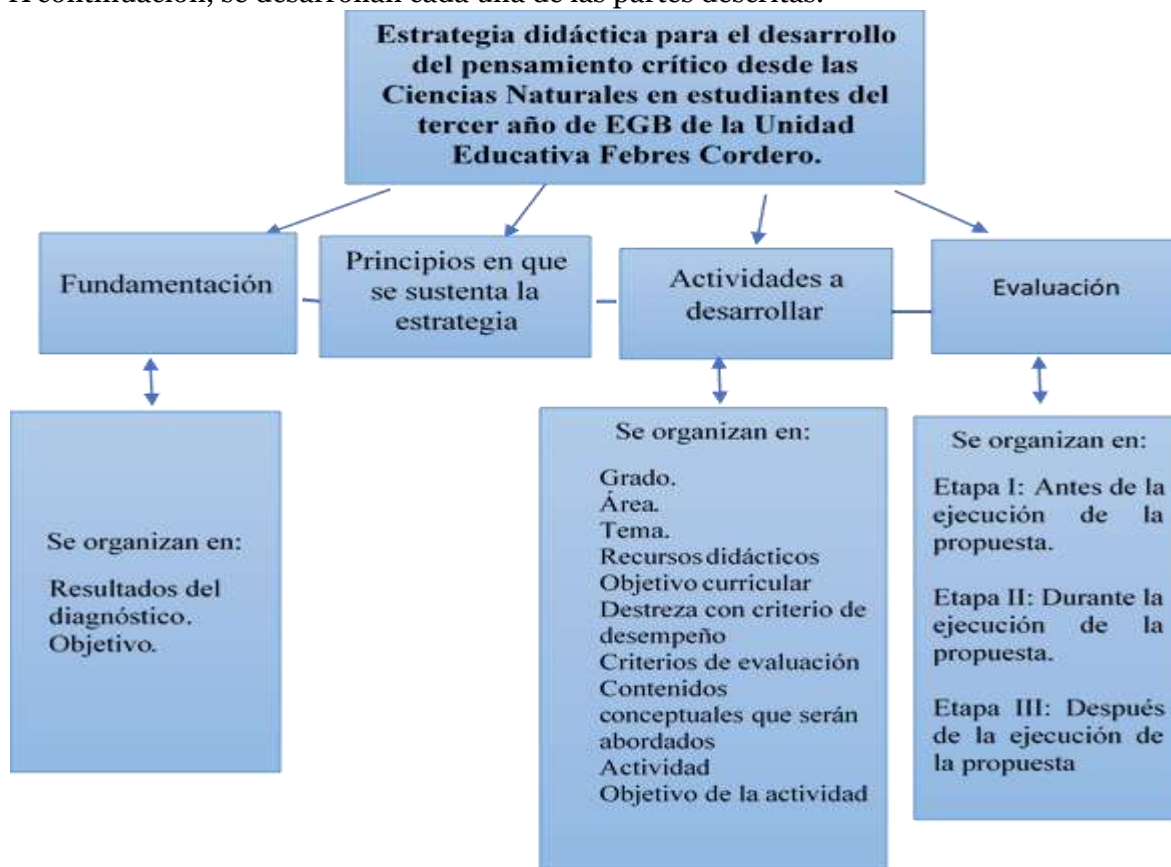 A continuación, se desarrollan cada una de las partes descritas.
Estrategia didáctica para el desarrollo
del pensamiento crítico desde las
Ciencias Naturales en estudiantes del
tercer año de EGB de la Unidad
Educativa Febres Cordero.
Fundamentación
Principios en que
se sustenta la
estrategia
Actividades a
desarrollar
Evaluación
Se organizan en:
Resultados del
diagnóstico.
Objetivo.
Se organizan en:
Grado.
Área.
Tema.
Recursos didácticos
Objetivo curricular
Destreza con criterio de
desempeño
Criterios de evaluación
Contenidos
conceptuales que serán
abordados
Actividad
Objetivo de la actividad
Se organizan en:
Etapa I: Antes de la
ejecución de la
propuesta.
Etapa II: Durante la
ejecución de la
propuesta.
Etapa III: Después
de la ejecución de
la propuesta